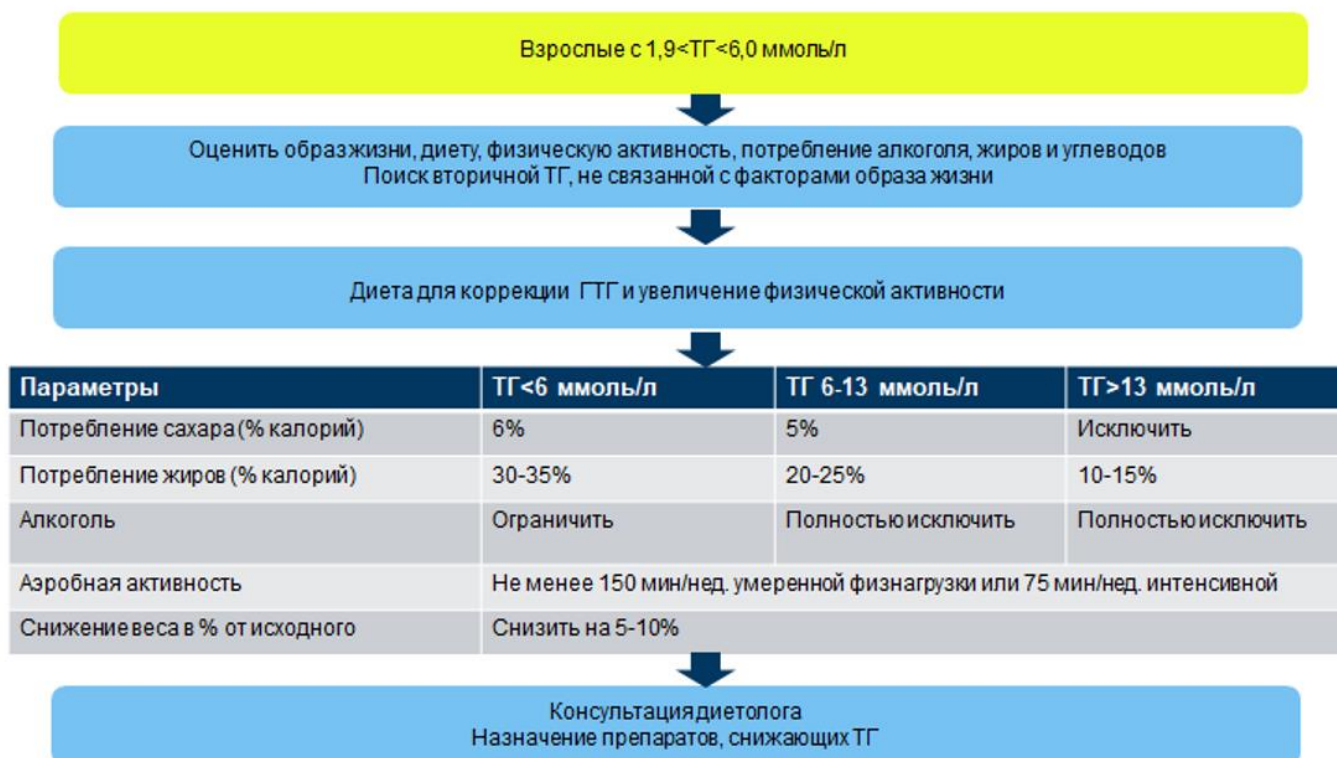 Взрослые с 1,9<ТГ<6,0 ммоль/л
Оценить образ жизни, диету, физическую активность, потребление алкоголя, жиров и углеводов
Поиск вторичной ТГ, не связанной с факторами образа жизни
Диета для коррекции ГТГ и увеличение физической активности
Параметры ТГ<6 ммоль/л ТГ 6-13 ммоль/л ТГ>13 ммоль/л
Потребление сахара (% калорий) 6% 5% Исключить
Потребление жиров (% калорий) 30-35% 20-25% 10-15%
Алкоголь Ограничить Полностью исключить Полностью исключить
Аэробная активность Не менее 150 мин/нед. умеренной физнагрузки или 75 мин/нед. интенсивной
Снижение веса в % от исходного Снизить на 5-10%
Консультация диетолога
Назначение препаратов, снижающих ТГ